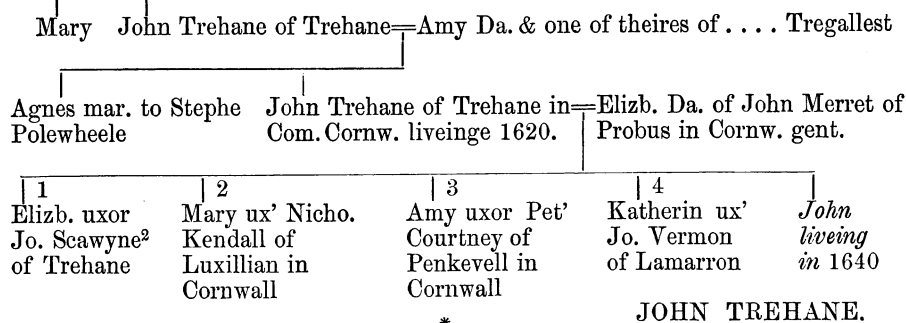 Mary John Trehane of Trehane=Amy Da. & one of theires of .... Tregallest
Agnes mar. to Stephe
Polewheele
John Trehane of Trehane in=Elizb. Da. of John Merret of
Com. Cornw. liveinge 1620. Probus in Cornw. gent.
1
Elizb. uxor
Jo. Scawyne²
of Trehane
2
Mary ux' Nicho.
Kendall of
Luxillian in
Cornwall
3
Amy uxor Pet'
Courtney of
Penkevell in
Cornwall
4
Katherin ux'
Jo. Vermon
of Lamarron
John
liveing
in 1640
*
JOHN TREHANE.